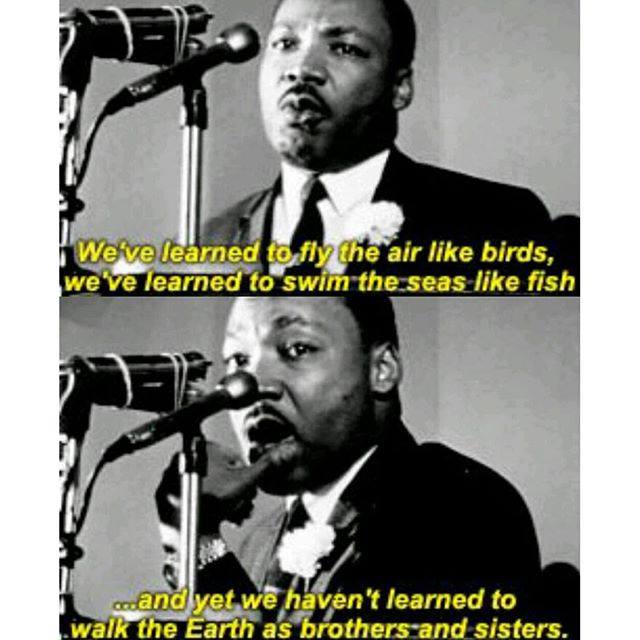 We've learned to fly the air like birds,
we've learned to swim the seas like fish
...and yet we haven't learned to
walk the Earth as brothers and sisters.